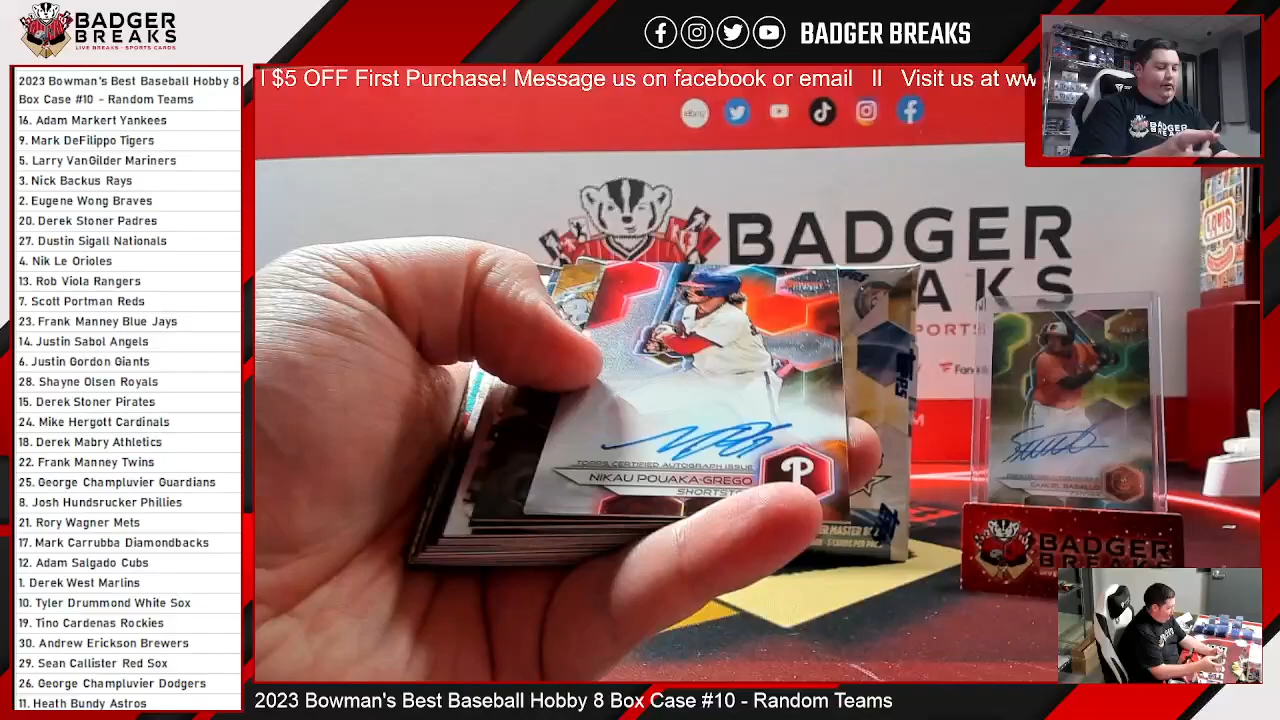 BADGER
BREAKS
LIVE BREAKS • SPORTS CARDS
BADGER BREAKS
$5 OFF First Purchase! Message us on facebook or email II Visit us at ww
2023 Bowman's Best Baseball Hobby 8
Box Case #10 - Random Teams
16. Adam Markert Yankees
9. Mark DeFilippo Tigers
5. Larry VanGilder Mariners
3. Nick Backus Rays
2. Eugene Wong Braves
20. Derek Stoner Padres
27. Dustin Sigall Nationals
4. Nik Le Orioles
13. Rob Viola Rangers
7. Scott Portman Reds
23. Frank Manney Blue Jays
14. Justin Sabol Angels
6. Justin Gordon Giants
28. Shayne Olsen Royals
15. Derek Stoner Pirates
24. Mike Hergott Cardinals
18. Derek Mabry Athletics
22. Frank Manney Twins
25. George Champluvier Guardians
8. Josh Hundsrucker Phillies
21. Rory Wagner Mets
17. Mark Carrubba Diamondbacks
12. Adam Salgado Cubs
1. Derek West Marlins
10. Tyler Drummond White Sox
19. Tino Cardenas Rockies
30. Andrew Erickson Brewers
29. Sean Callister Red Sox
26. George Champluvier Dodgers
11. Heath Bundy Astros
BADGER
BREAKS
BADGER
EAKS
PORTS
TOPPS CERTIFIED AUTOGRAPH ISSUE
NIKAU POUAKA-GREGO
SHORTSTO
P
SAMUEL BASALLO
BADGER
BREAKS
2023 Bowman's Best Baseball Hobby 8 Box Case #10 - Random Teams